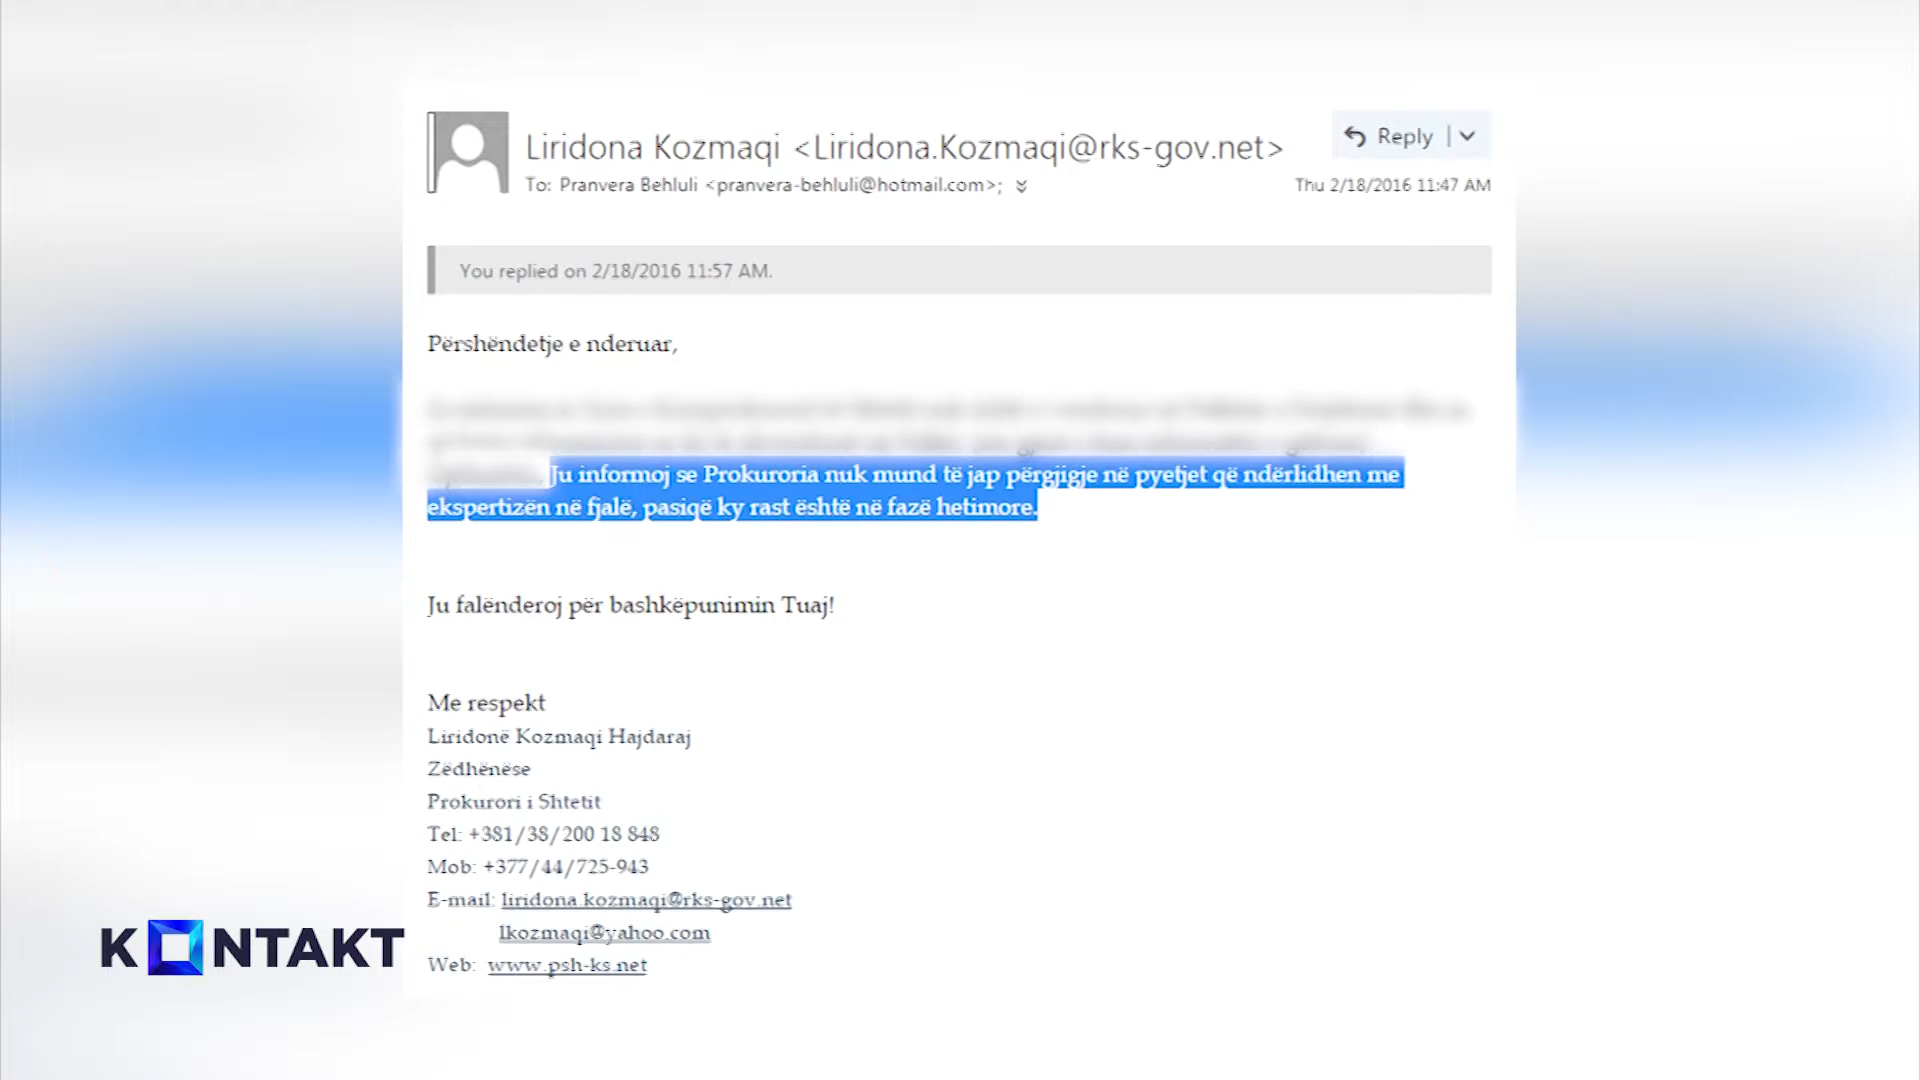 Liridona Kozmaqi <Liridona.Kozmaqi@rks-gov.net>
Reply
To: Pranvera Behluli <pranvera-behluli@hotmail.com>;
Thu 2/18/2016 11:47 AM
You replied on 2/18/2016 11:57 AM.
Përshëndetje e nderuar,
Ju informoj se Prokuroria nuk mund të jap përgjigje në pyetjet që ndërlidhen me
ekspertizën në fjalë, pasiqë ky rast është në fazë hetimore.
Ju falënderoj për bashkëpunimin Tuaj!
Me respekt
Liridonë Kozmaqi Hajdaraj
Zëdhënëse
Prokurori i Shtetit
Tel: +381/38/200 18 848
Mob: +377/44/725-943
E-mail: liridona.kozmaqi@rks-gov.net
lkozmaqi@yahoo.com
Web: www.psh-ks.net
KONTAKT